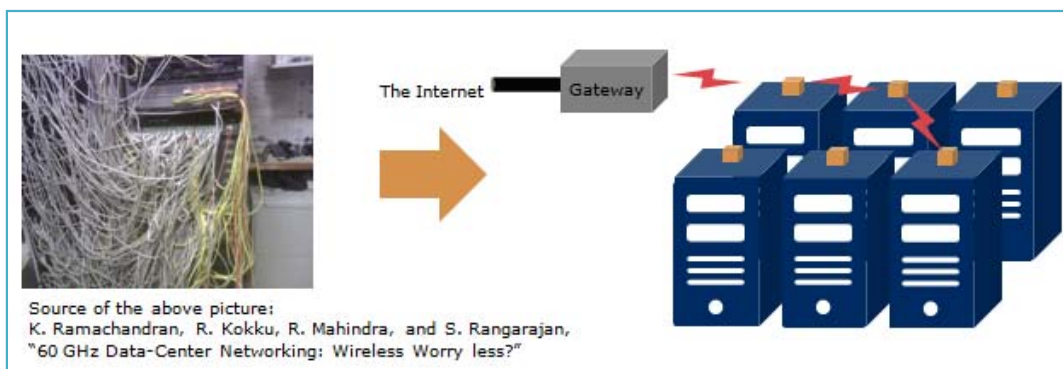 The Internet
Gateway
Source of the above picture:
K. Ramachandran, R. Kokku, R. Mahindra, and S. Rangarajan,
“60 GHz Data-Center Networking: Wireless Worry less?”